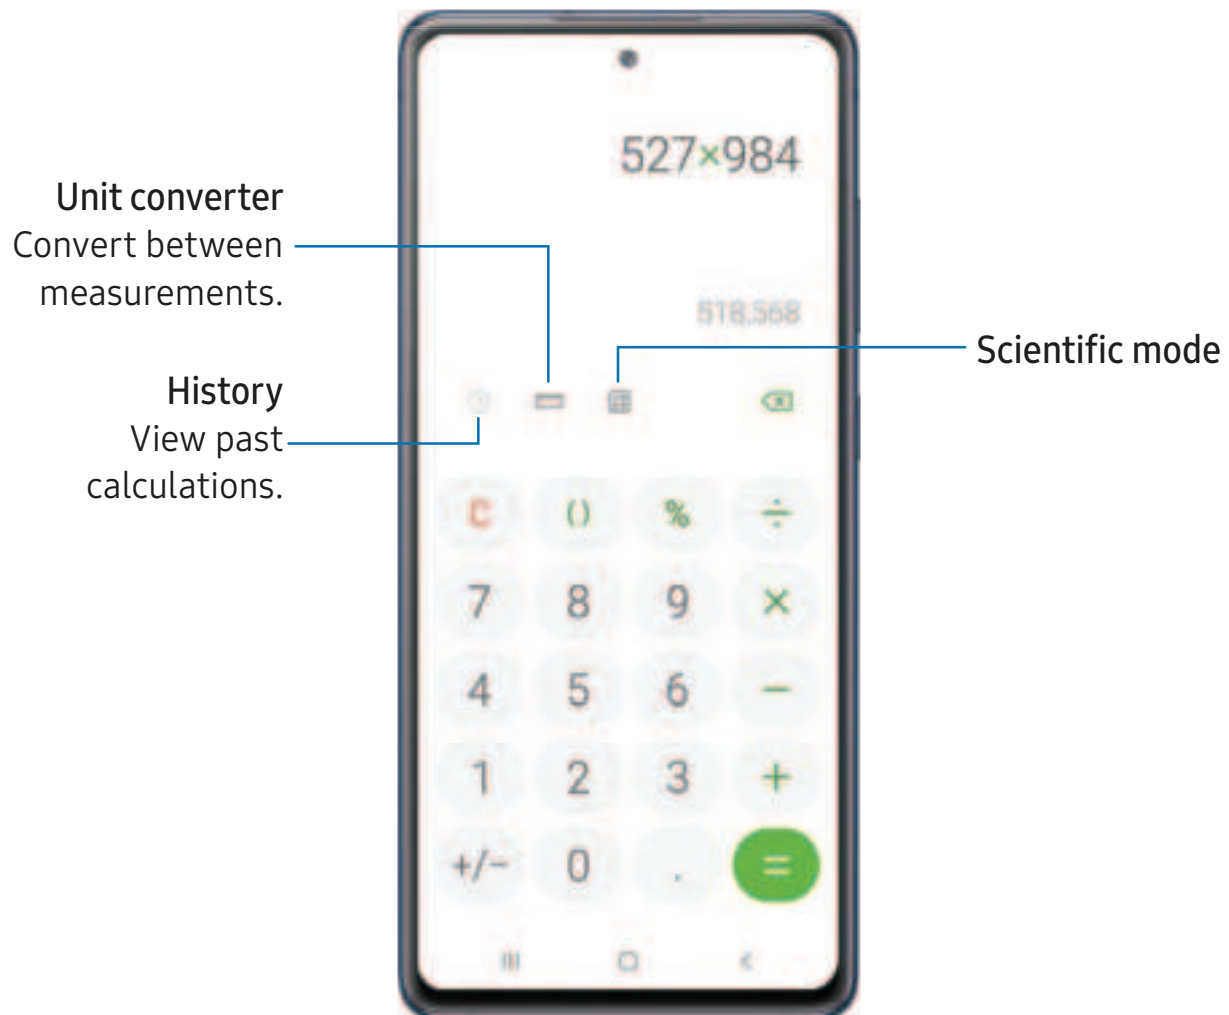 527×984
Unit converter
Convert between
measurements.
518,568
Scientific mode
History
View past
calculations.
C () % ÷
7 8 9 ×
4 5 6 −
1 2 3 +
+/− 0 . =